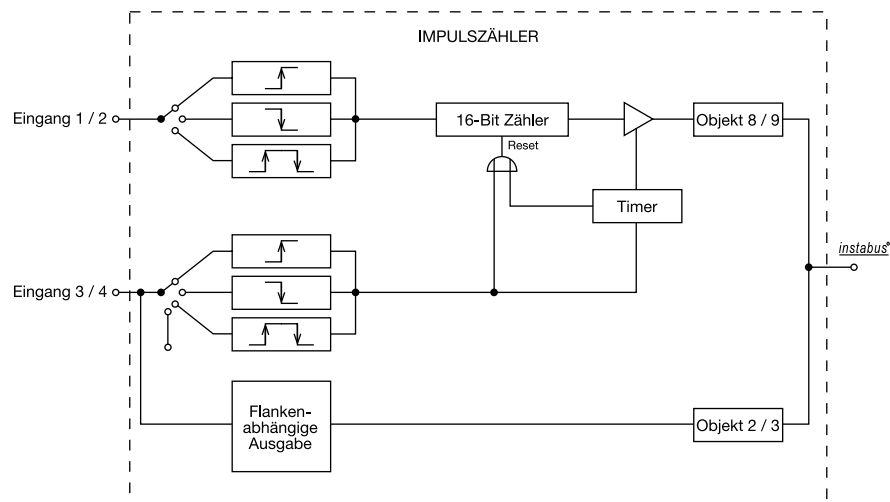 IMPULSZÄHLER
Eingang 1 / 2
16-Bit Zähler
Objekt 8 / 9
Reset
Timer
instabus®
Eingang 3 / 4
Flanken-
abhängige
Ausgabe
Objekt 2 / 3